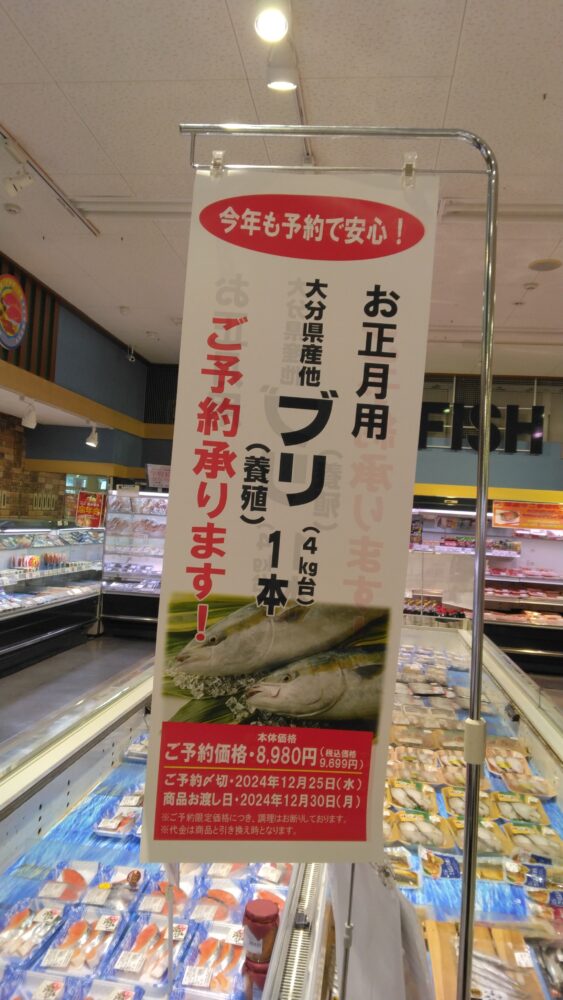 今年も予約で安心！
お正月用
大分県産他
ブリ（養殖）1本（4kg台）
ご予約承ります！
本体価格
ご予約価格・8,980円（税込価格9,699円）
ご予約〆切・2024年12月25日（水）
商品お渡し日・2024年12月30日（月）
※ご予約限定価格につき、調理はお断りしております。
※代金は商品と引き換え時となります。
FISH